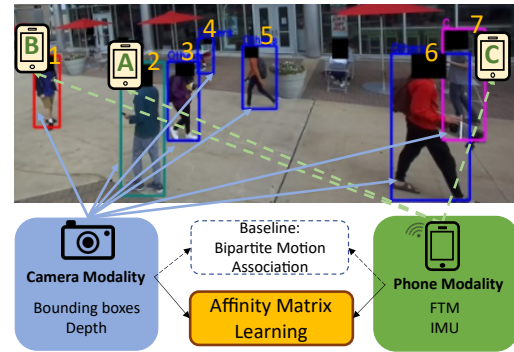 B
1
A
2
3
4
5
6
7
C
Baseline:
Bipartite Motion
Association
Camera Modality
Bounding boxes
Depth
Affinity Matrix
Learning
Phone Modality
FTM
IMU